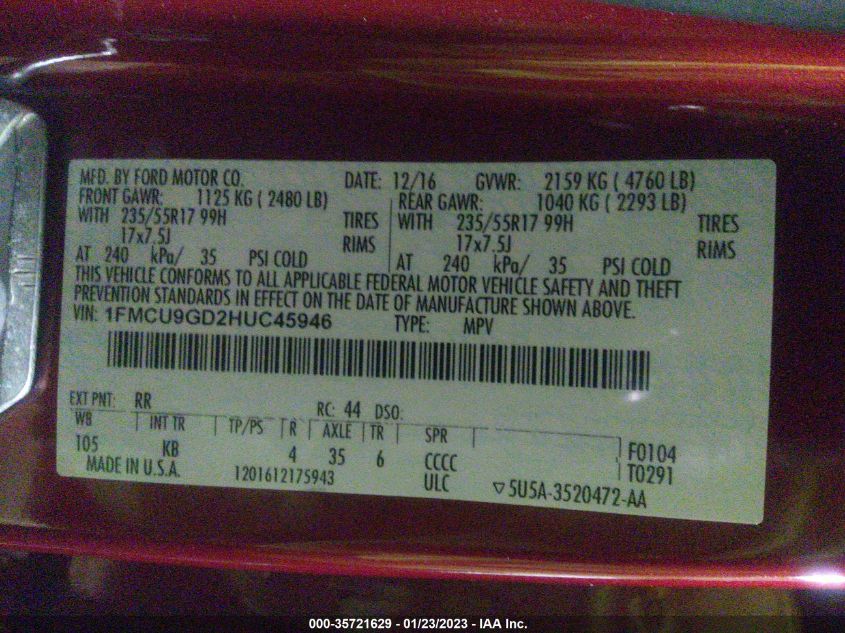 MFD. BY FORD MOTOR CO. DATE: 12/16 GVWR: 2159 KG ( 4760 LB)
FRONT GAWR: 1125 KG ( 2480 LB) REAR GAWR: 1040 KG ( 2293 LB)
WITH 235/55R17 99H TIRES WITH 235/55R17 99H TIRES
17x7.5J RIMS 17x7.5J RIMS
AT 240 kPa/ 35 PSI COLD AT 240 kPa/ 35 PSI COLD
THIS VEHICLE CONFORMS TO ALL APPLICABLE FEDERAL MOTOR VEHICLE SAFETY AND THEFT
PREVENTION STANDARDS IN EFFECT ON THE DATE OF MANUFACTURE SHOWN ABOVE.
VIN: 1FMCU9GD2HUC45946 TYPE: MPV
EXT PNT: RR RC: 44 DSO:
WB INT TR TP/PS R AXLE TR SPR
105 KB 4 35 6 CCCC F0104
MADE IN U.S.A. 1201612175943 ULC T0291
5U5A-3520472-AA
000-35721629 - 01/23/2023 - IAA Inc.